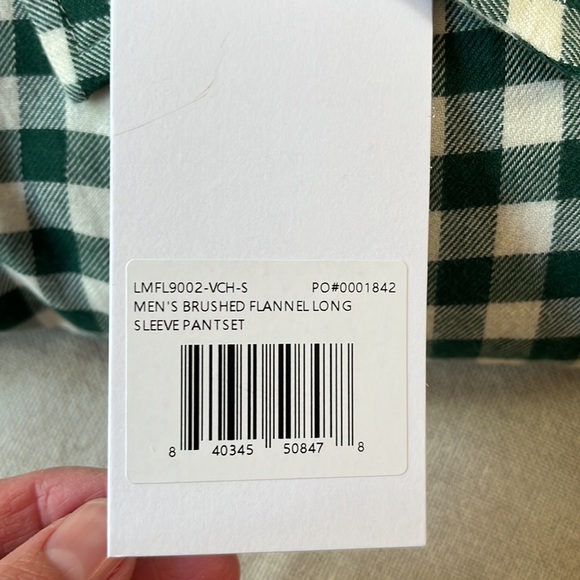 LMFL9002-VCH-S PO#0001842
MEN'S BRUSHED FLANNEL LONG
SLEEVE PANT SET
8 40345 50847 8